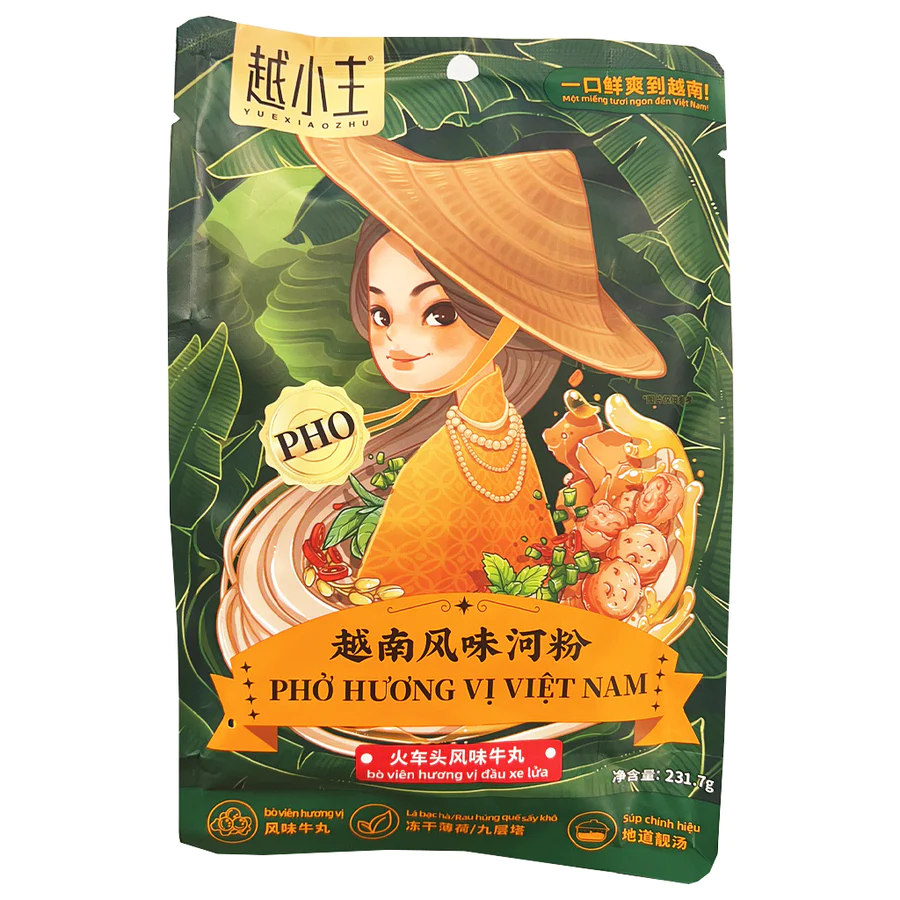 越小主®
YUEXIAOZHU
一口鲜爽到越南!
Một miếng tươi ngon đến Việt Nam!
PHO
越南风味河粉
PHỞ HƯƠNG VỊ VIỆT NAM
火车头风味牛丸
bò viên hương vị đầu xe lửa
净含量: 231.7g
bò viên hương vị
风味牛丸
Lá bạc hà/Rau húng quế sấy khô
冻干薄荷/九层塔
Súp chính hiệu
地道靓汤